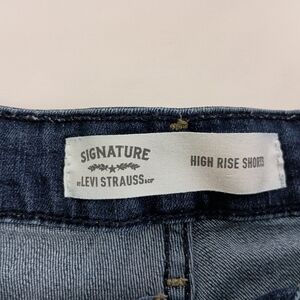 SIGNATURE
BY LEVI STRAUSS & CO
HIGH RISE SHORTS